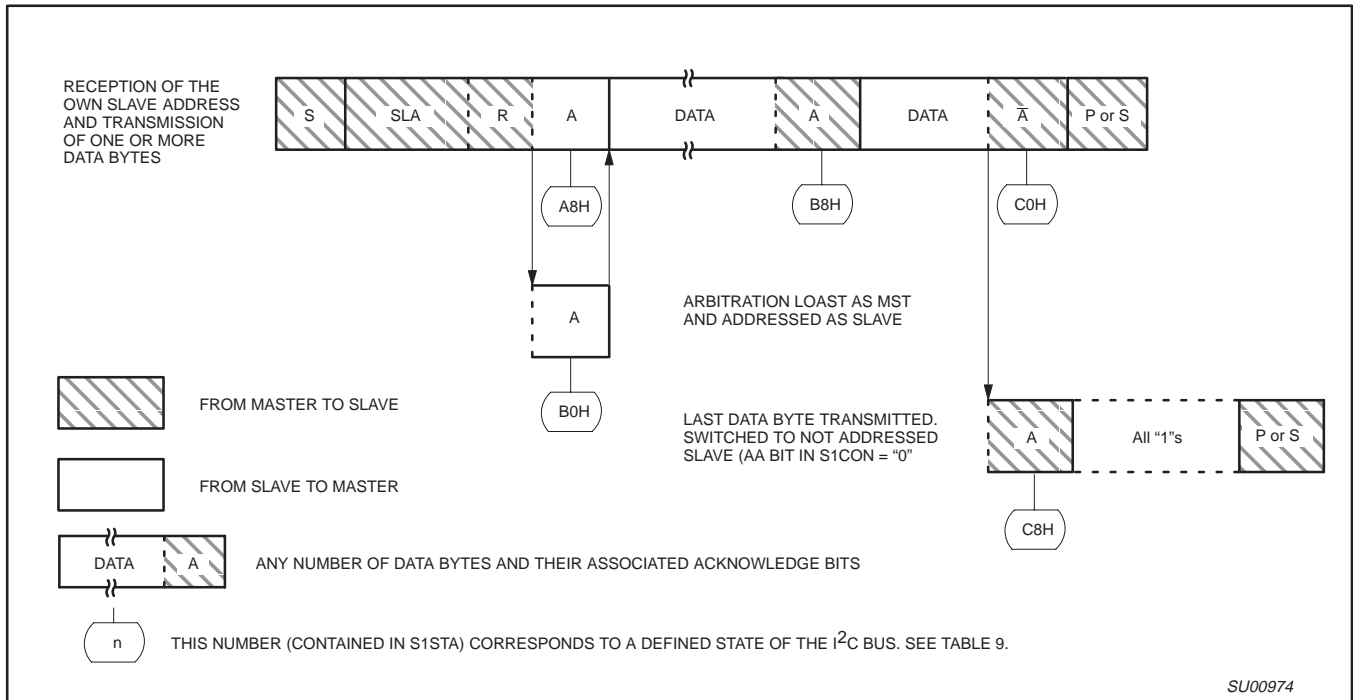 RECEPTION OF THE
OWN SLAVE ADDRESS
AND TRANSMISSION
OF ONE OR MORE
DATA BYTES
S SLA R A DATA A DATA A̅ P or S
A8H B8H C0H
A
B0H
ARBITRATION LOAST AS MST
AND ADDRESSED AS SLAVE
LAST DATA BYTE TRANSMITTED.
SWITCHED TO NOT ADDRESSED
SLAVE (AA BIT IN S1CON = “0”
A All “1”s P or S
C8H
FROM MASTER TO SLAVE
FROM SLAVE TO MASTER
DATA A ANY NUMBER OF DATA BYTES AND THEIR ASSOCIATED ACKNOWLEDGE BITS
n THIS NUMBER (CONTAINED IN S1STA) CORRESPONDS TO A DEFINED STATE OF THE I²C BUS. SEE TABLE 9.
SU00974